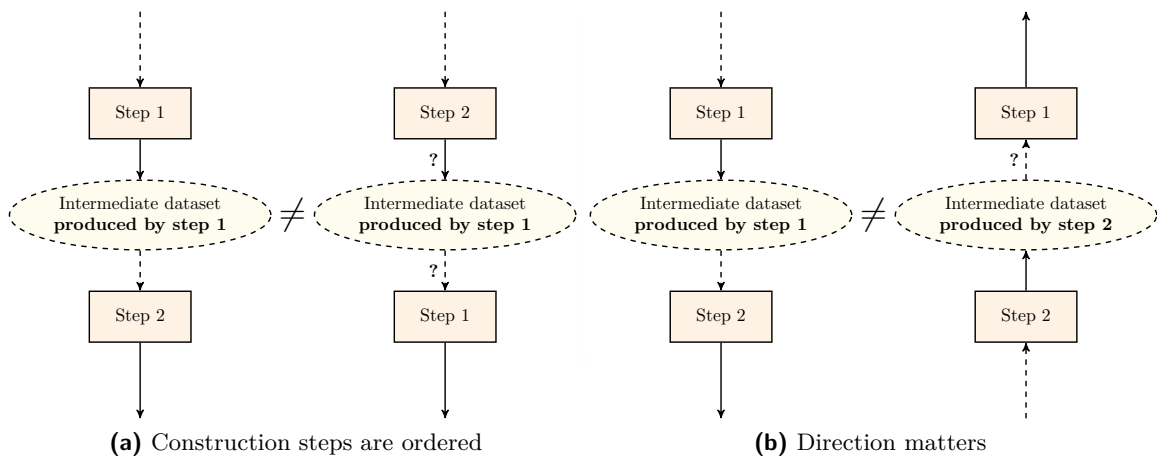 Step 1
Step 2
Step 1
Step 1
?
?
Intermediate dataset
produced by step 1
≠
Intermediate dataset
produced by step 1
Intermediate dataset
produced by step 1
≠
Intermediate dataset
produced by step 2
?
Step 2
Step 1
Step 2
Step 2
(a) Construction steps are ordered
(b) Direction matters